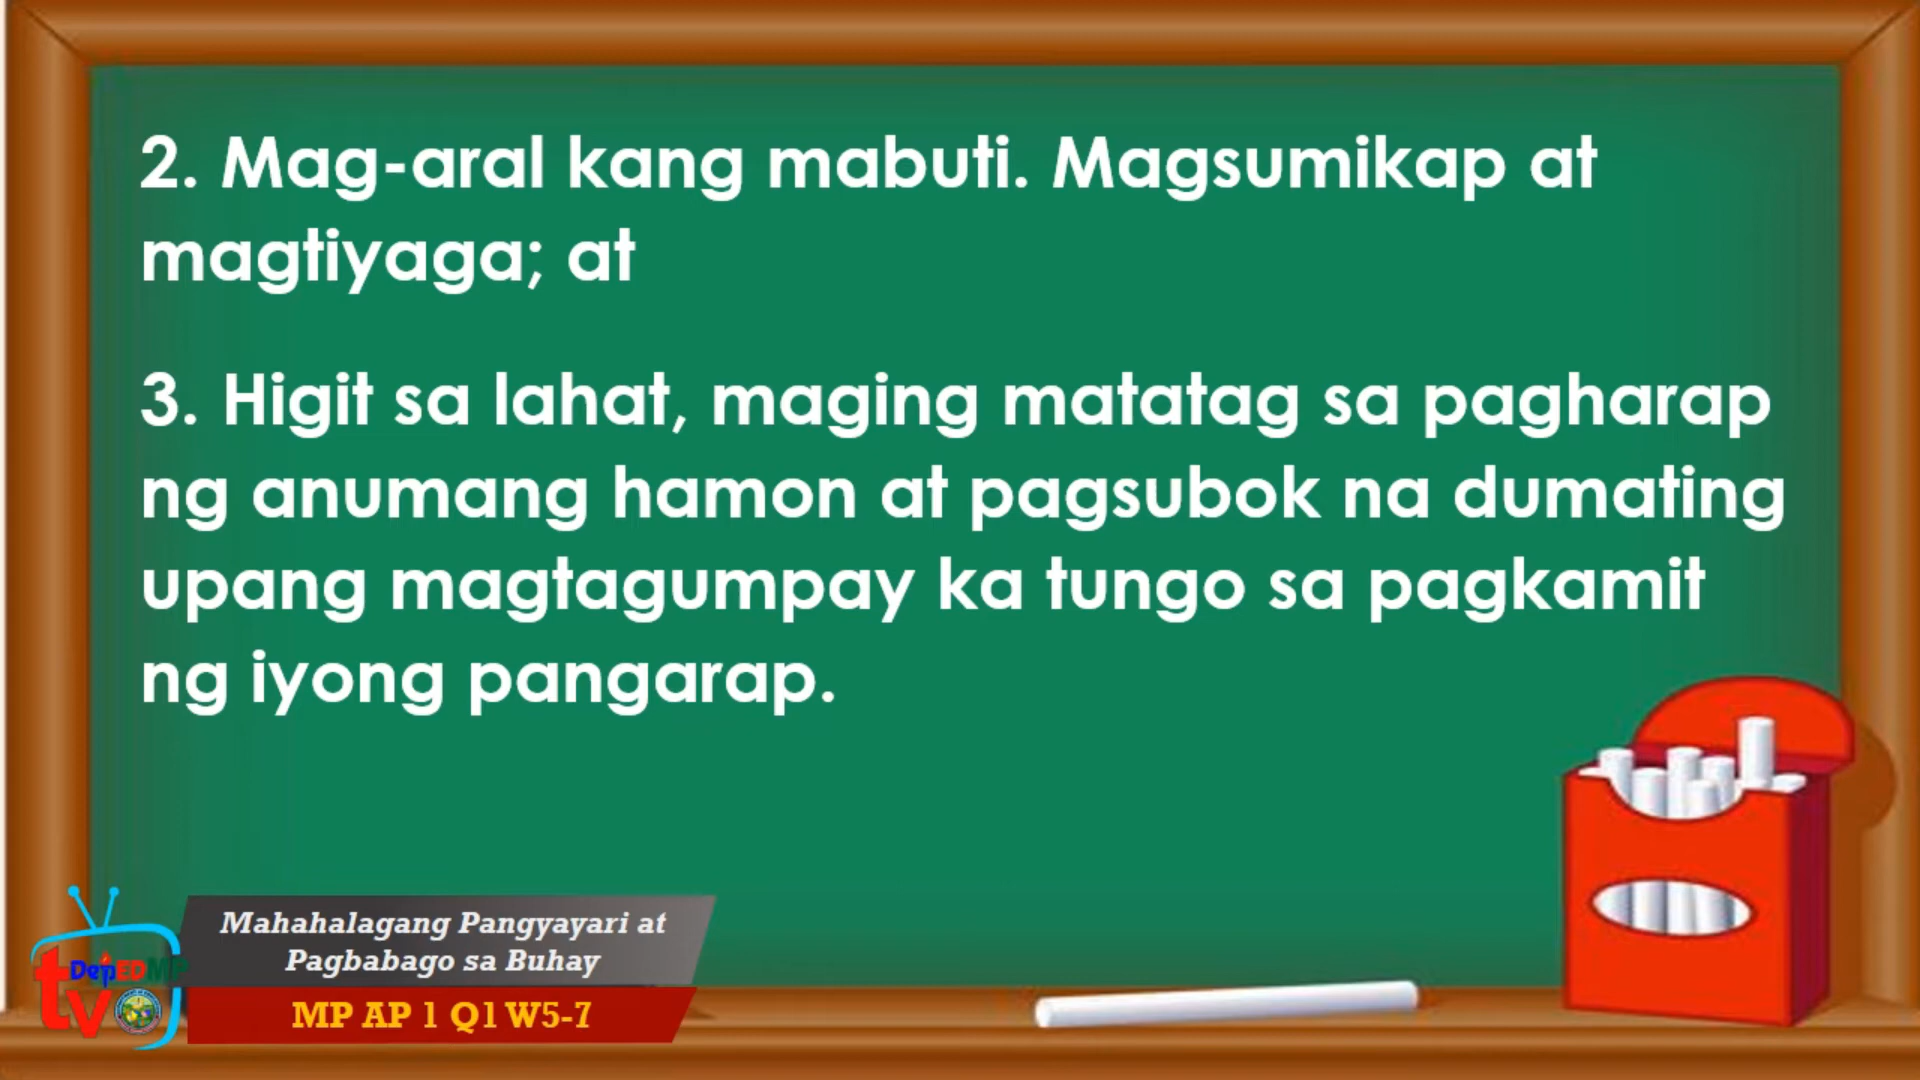 2. Mag-aral kang mabuti. Magsumikap at
magtiyaga; at
3. Higit sa lahat, maging matatag sa pagharap
ng anumang hamon at pagsubok na dumating
upang magtagumpay ka tungo sa pagkamit
ng iyong pangarap.
Mahahalagang Pangyayari at
Pagbabago sa Buhay
DepEDMP
tv
MP AP 1 Q1 W5-7